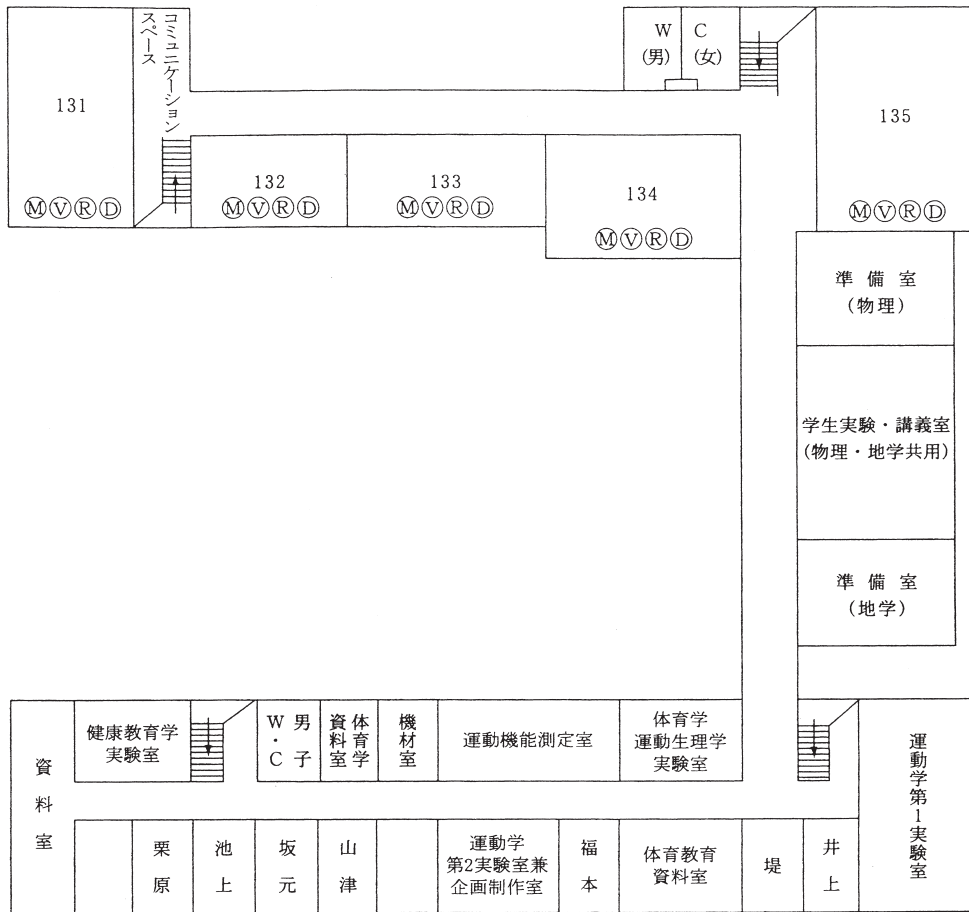 131
ⓂⓋⓇⒹ
コミュニケーション
スペース
132
ⓂⓋⓇⒹ
133
ⓂⓋⓇⒹ
134
ⓂⓋⓇⒹ
W
(男)
C
(女)
135
ⓂⓋⓇⒹ
準備室
(物理)
学生実験・講義室
(物理・地学共用)
準備室
(地学)
資料室
健康教育学
実験室
男子
W・C
体育学
資料室
機材室
運動機能測定室
体育学
運動生理学
実験室
運動学第1実験室
栗原
池上
坂元
山津
運動学
第2実験室兼
企画制作室
福本
体育教育
資料室
堤
井上